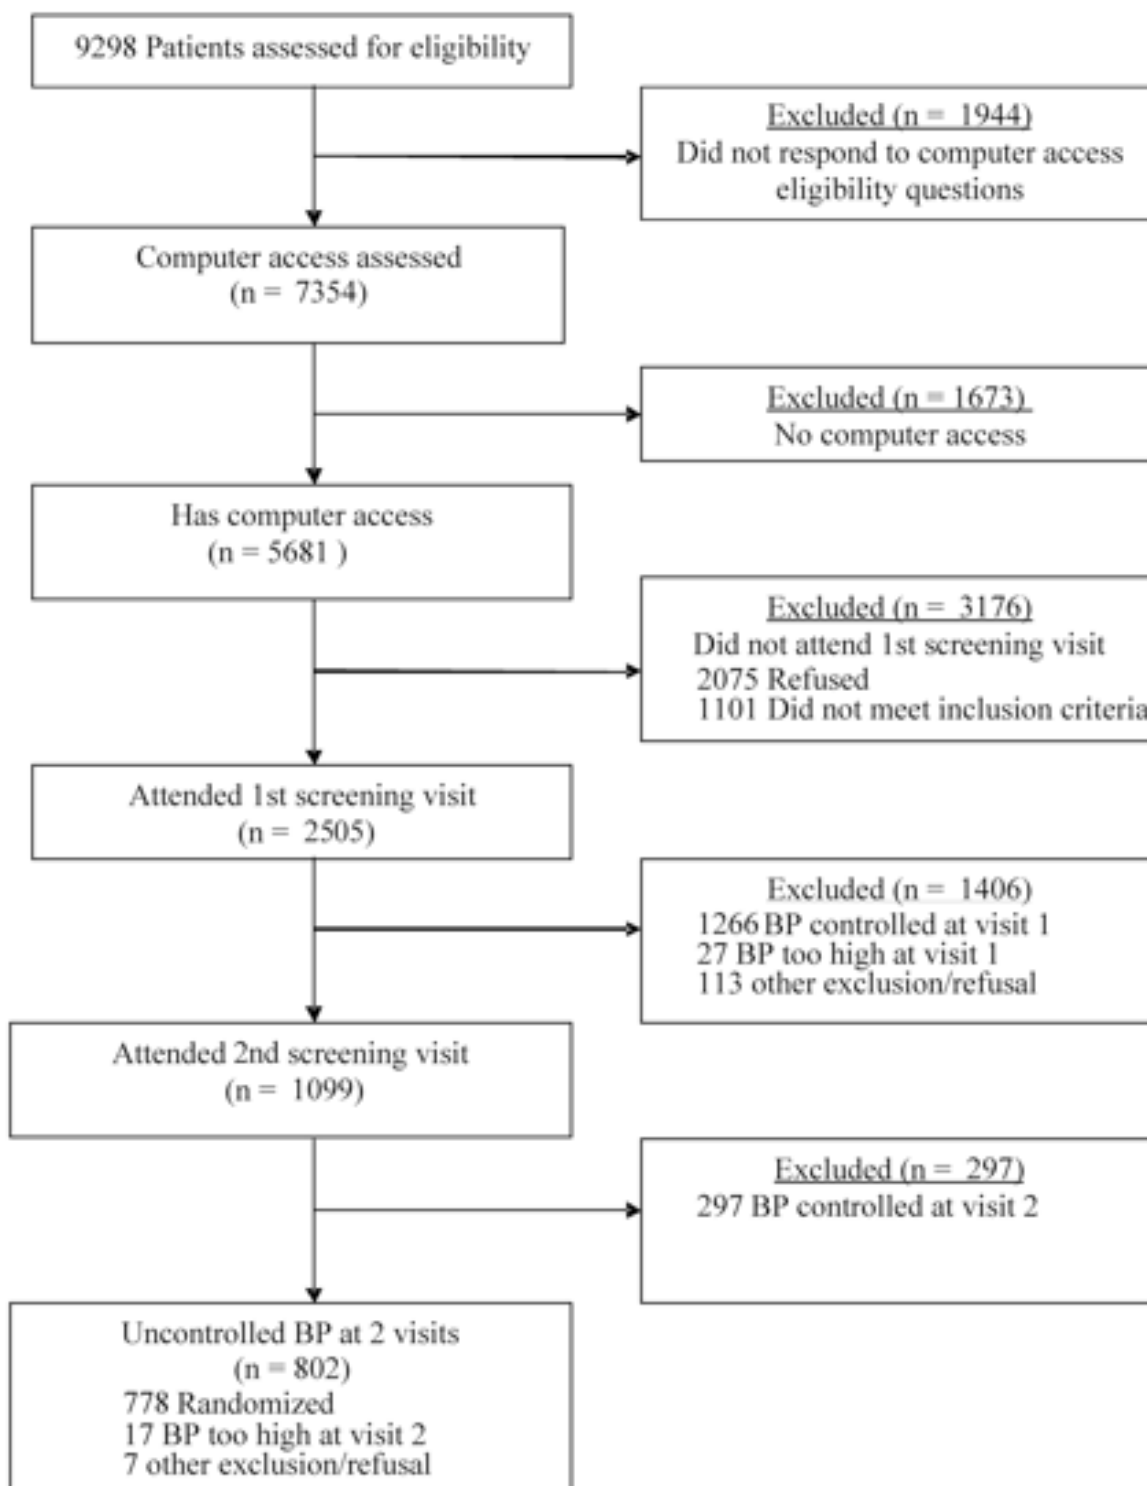 9298 Patients assessed for eligibility
Excluded (n = 1944)
Did not respond to computer access
eligibility questions
Computer access assessed
(n = 7354)
Excluded (n = 1673)
No computer access
Has computer access
(n = 5681 )
Excluded (n = 3176)
Did not attend 1st screening visit
2075 Refused
1101 Did not meet inclusion criteria
Attended 1st screening visit
(n = 2505)
Excluded (n = 1406)
1266 BP controlled at visit 1
27 BP too high at visit 1
113 other exclusion/refusal
Attended 2nd screening visit
(n = 1099)
Excluded (n = 297)
297 BP controlled at visit 2
Uncontrolled BP at 2 visits
(n = 802)
778 Randomized
17 BP too high at visit 2
7 other exclusion/refusal